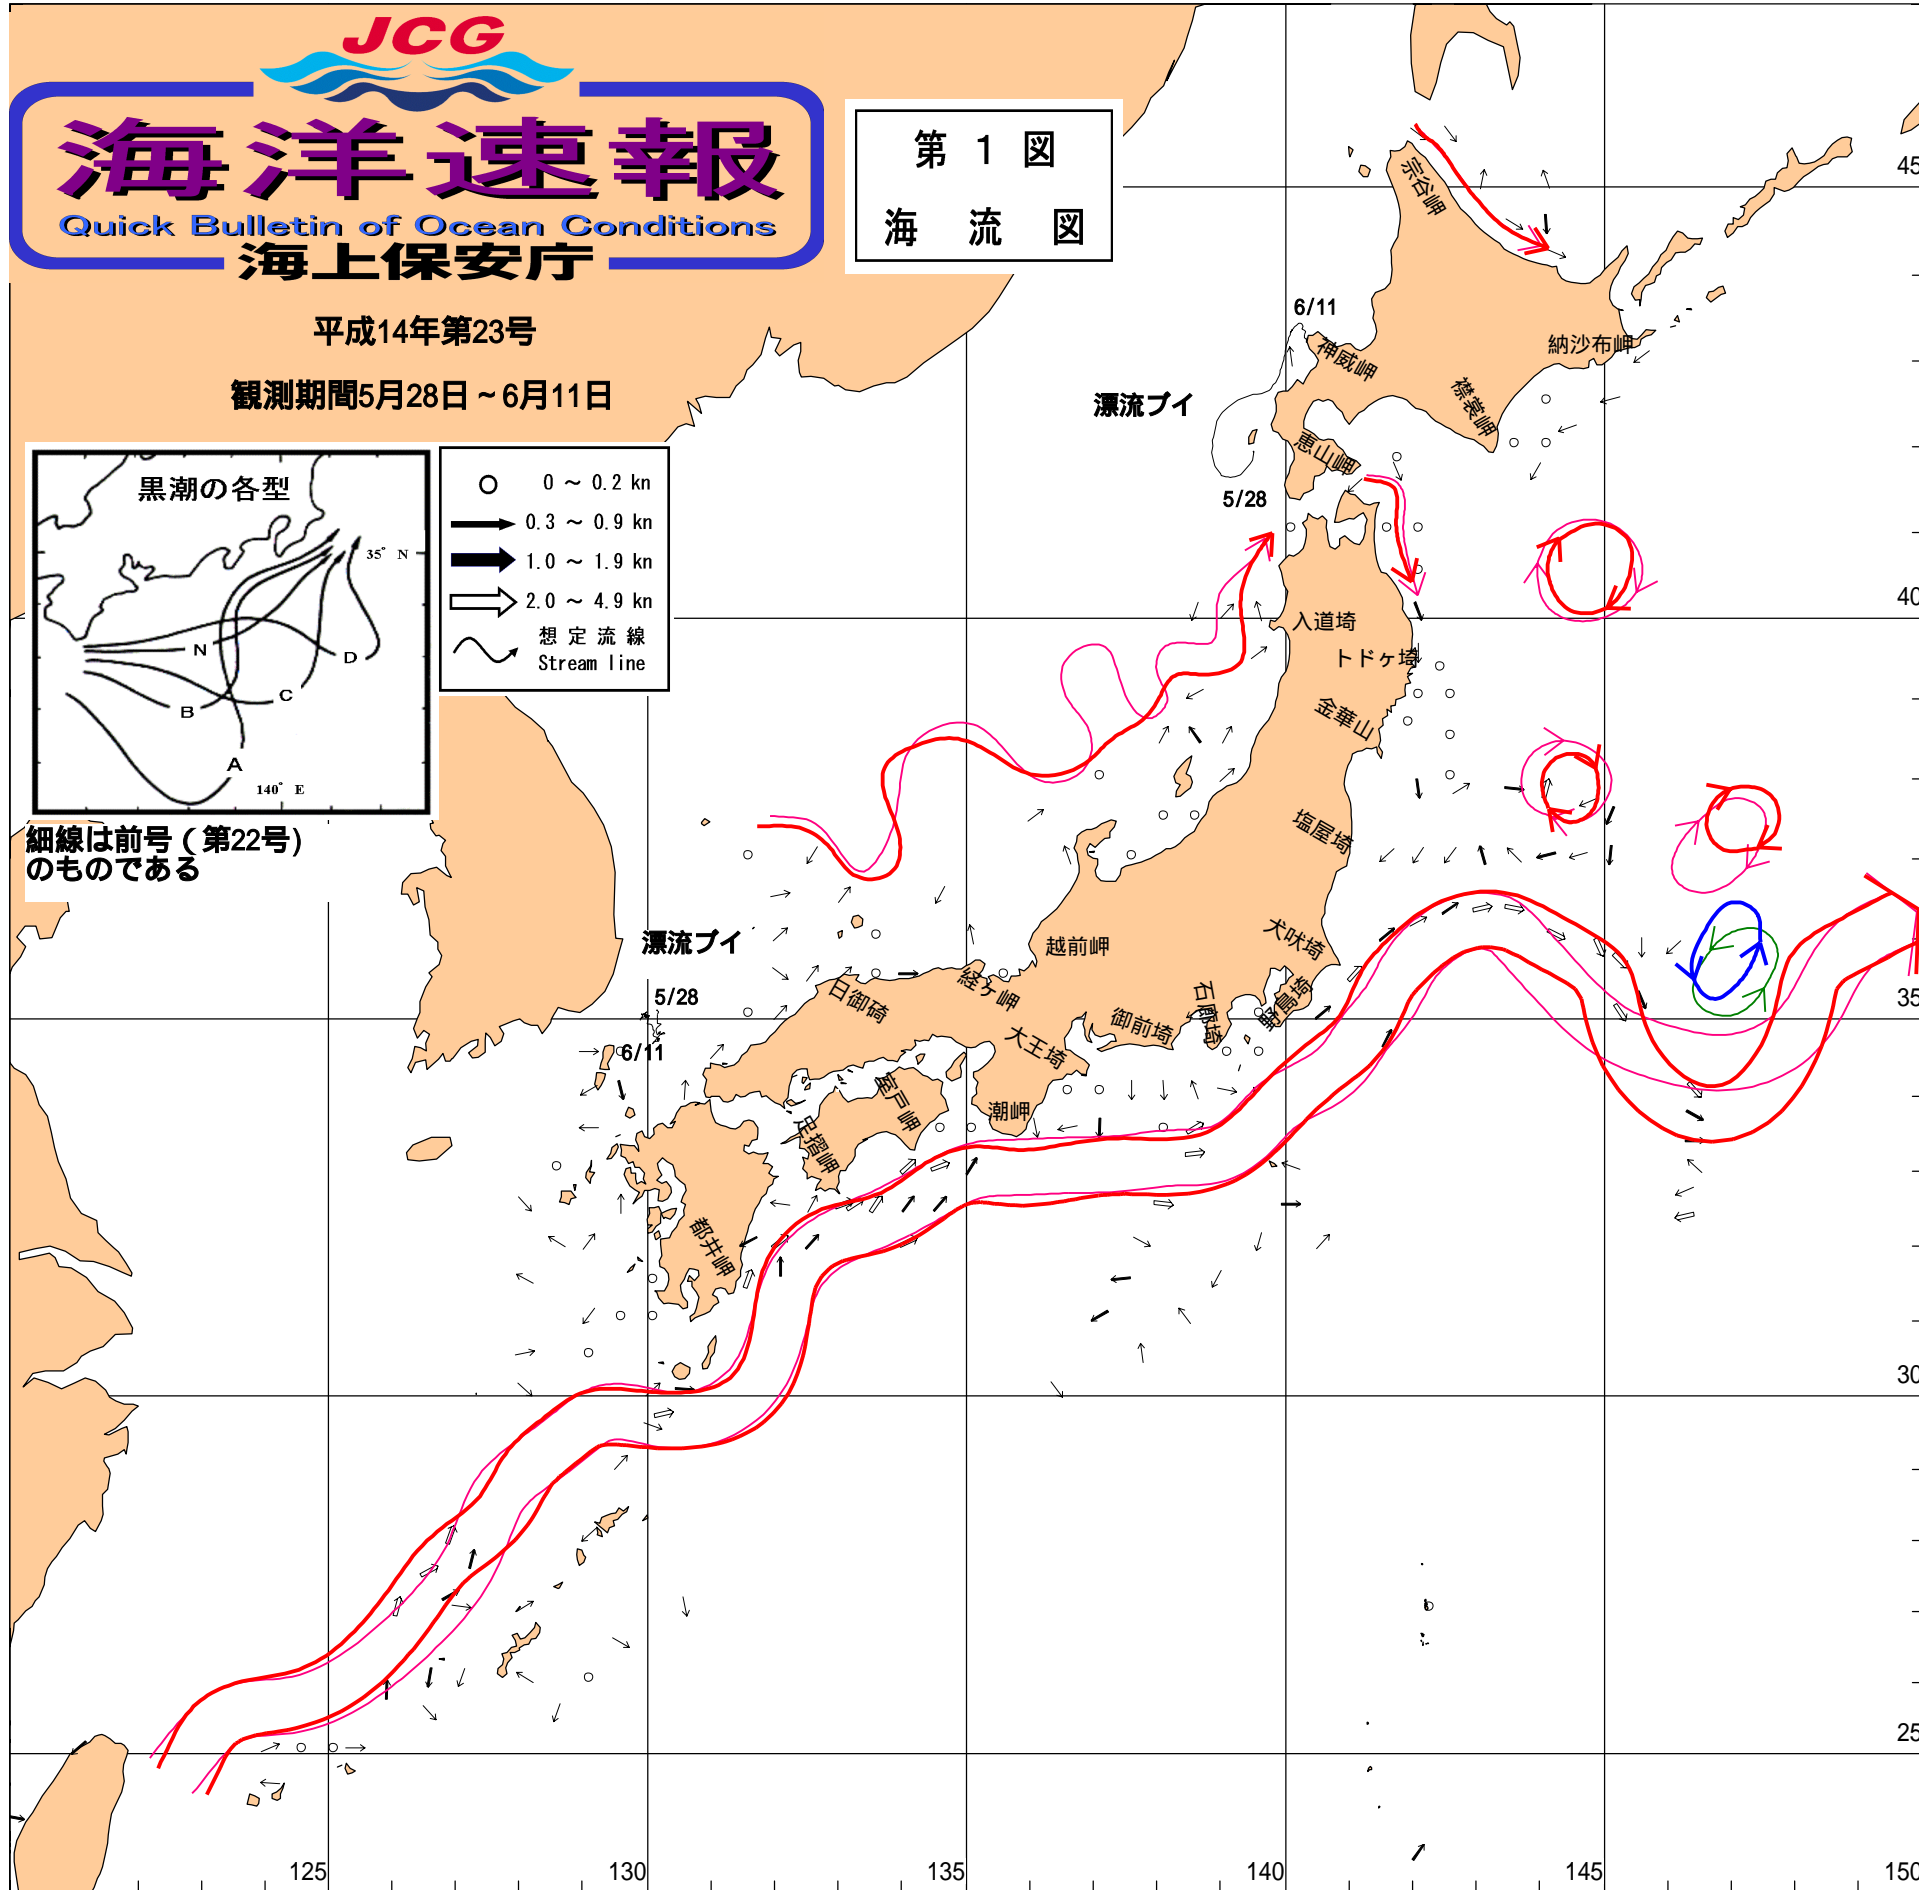 JCG
海洋速報
Quick Bulletin of Ocean Conditions
海上保安庁
平成14年第23号
観測期間5月28日~6月11日
第 1 図
海 流 図
黒潮の各型
35° N
N
D
C
B
A
140° E
0 ~ 0.2 kn
0.3 ~ 0.9 kn
1.0 ~ 1.9 kn
2.0 ~ 4.9 kn
想定流線
Stream line
細線は前号(第22号)
のものである
宗谷岬
6/11
神威岬
納沙布岬
漂流ブイ
襟裳岬
恵山岬
5/28
入道埼
トドヶ埼
金華山
塩屋埼
犬吠埼
漂流ブイ
越前岬
経ヶ岬
日御碕
5/28
6/11
石廊埼
野島埼
御前埼
大王埼
室戸岬
潮岬
足摺岬
都井岬
45
40
35
30
25
125
130
135
140
145
150